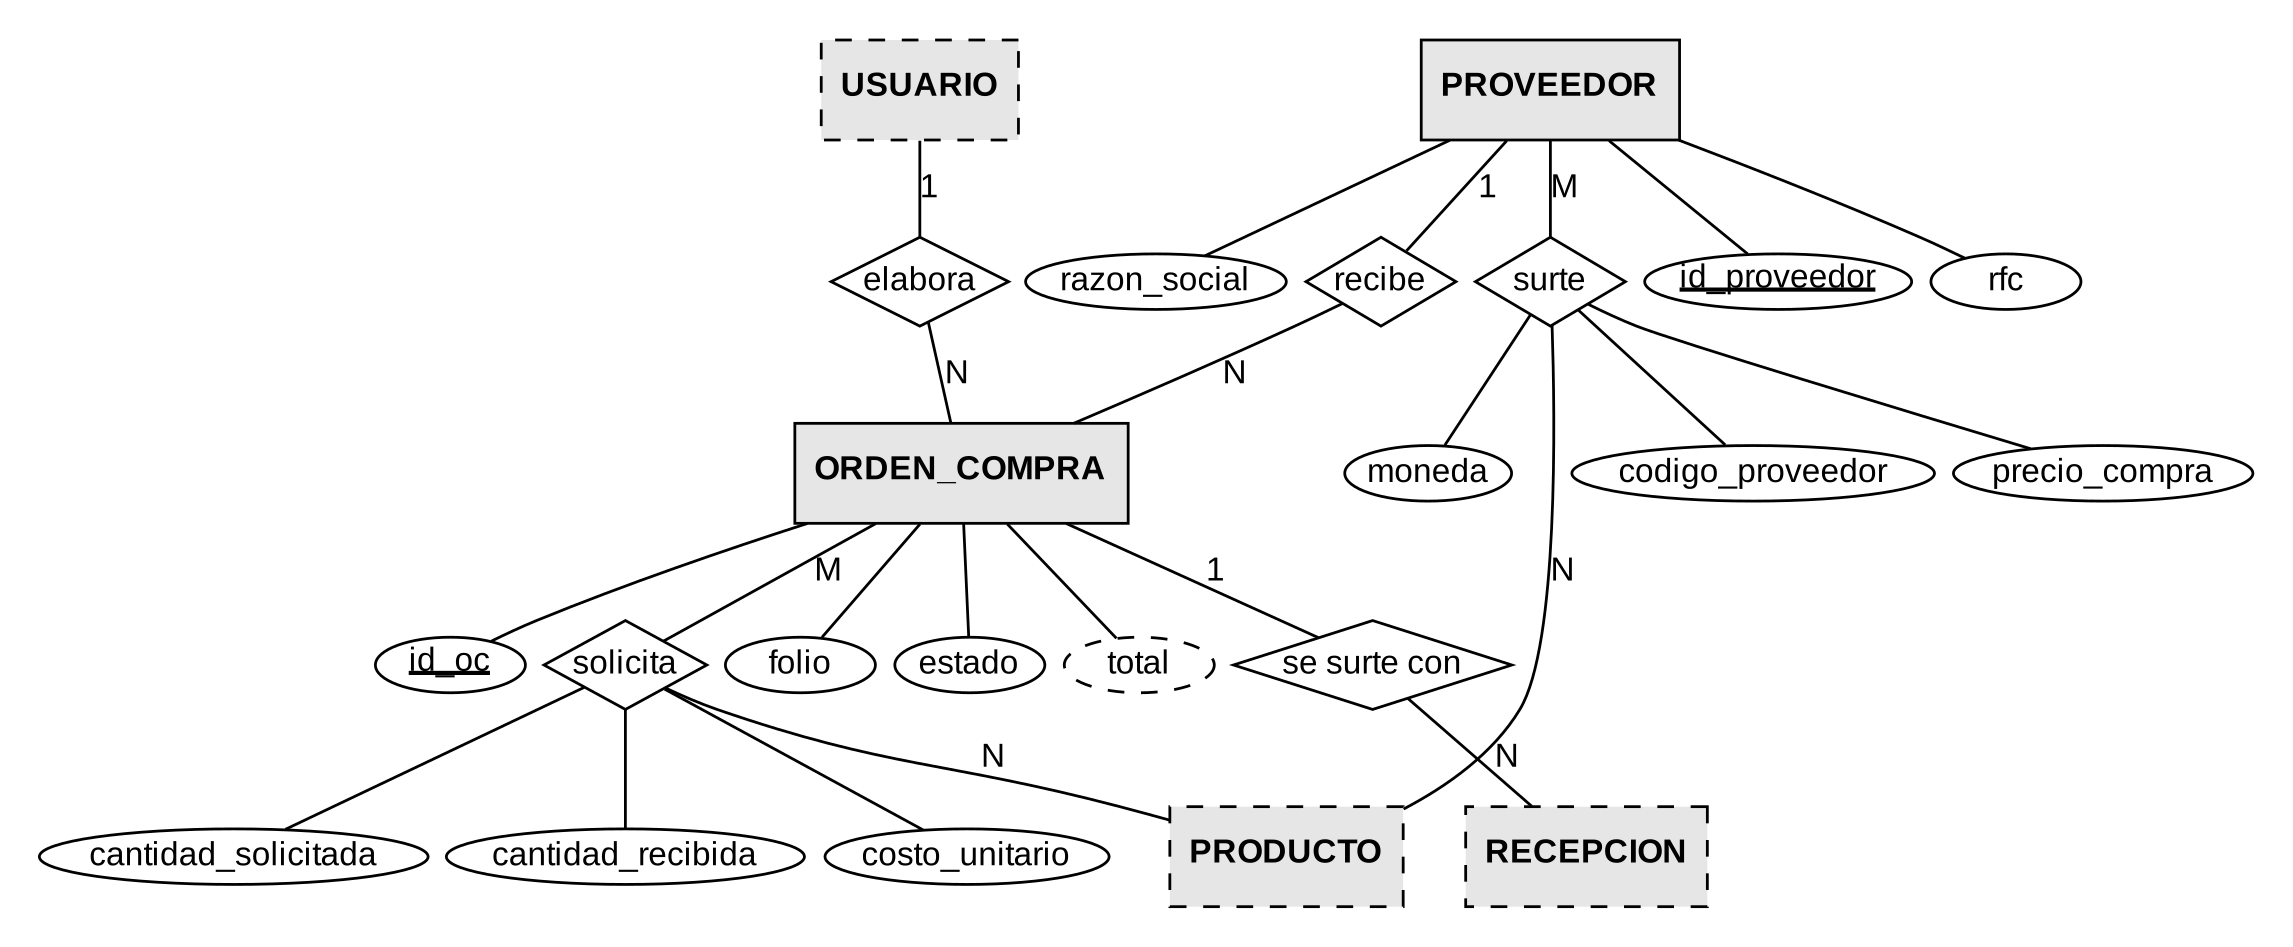 USUARIO
PROVEEDOR
1
1
M
elabora
razon_social
recibe
surte
id_proveedor
rfc
N
N
ORDEN_COMPRA
moneda
codigo_proveedor
precio_compra
M
1
N
id_oc
solicita
folio
estado
total
se surte con
N
N
cantidad_solicitada
cantidad_recibida
costo_unitario
PRODUCTO
RECEPCION